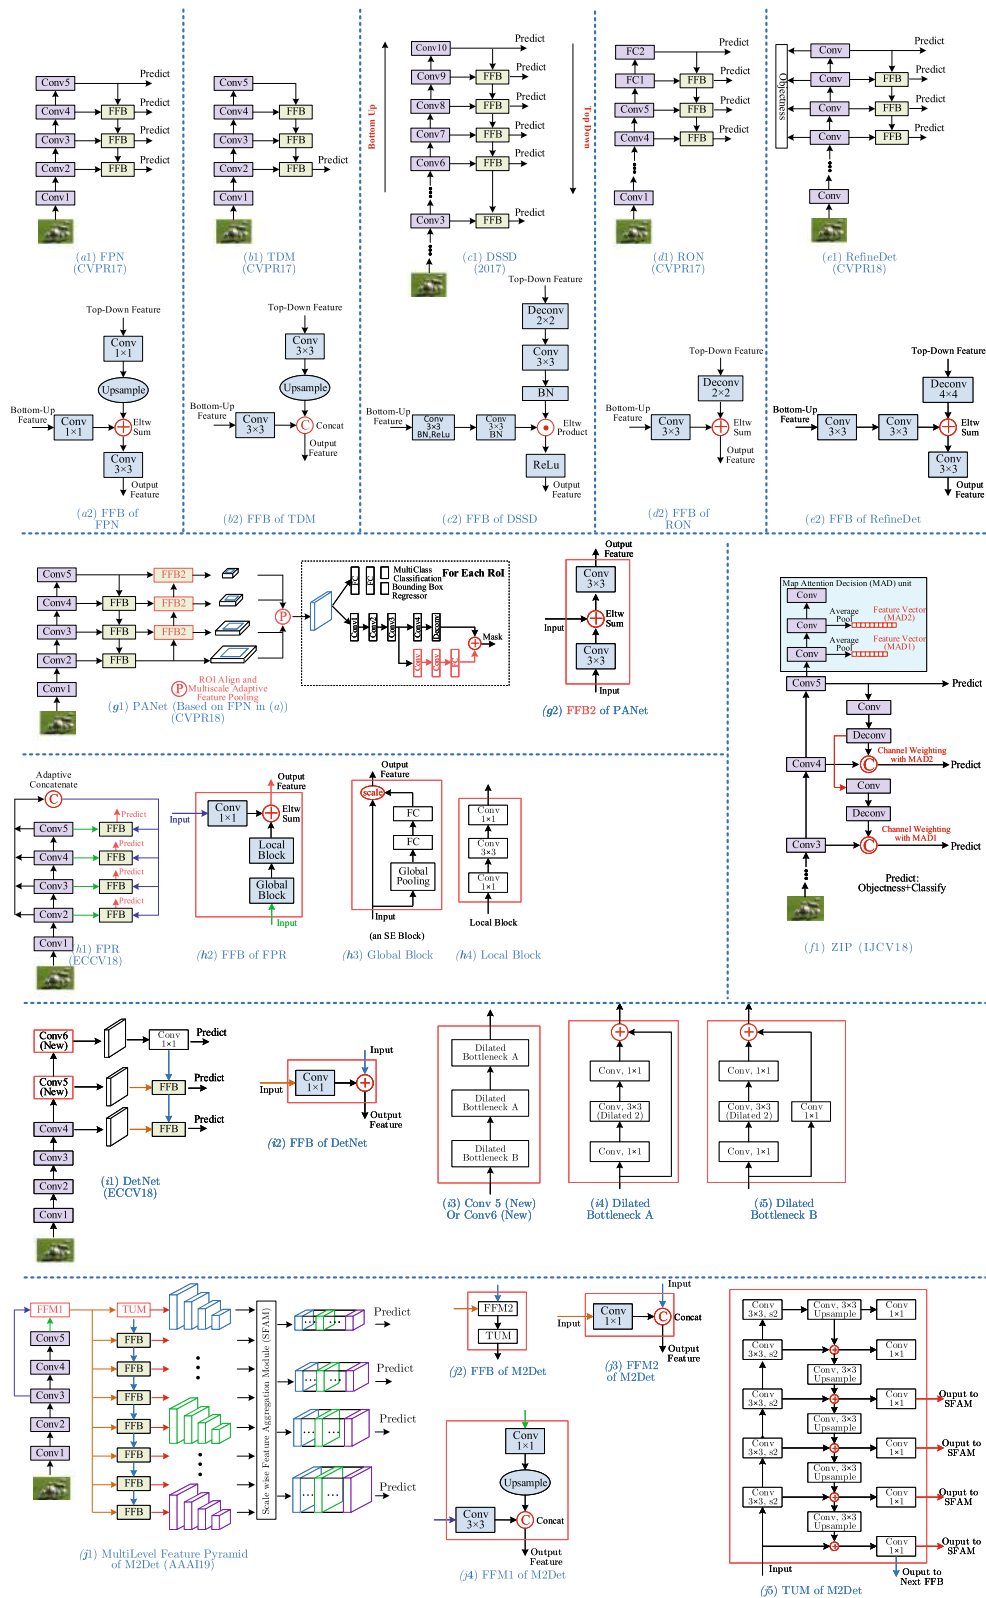 Conv5
Predict
Conv4
FFB
Predict
Conv3
FFB
Predict
Conv2
FFB
Predict
Conv1
(a1) FPN
(CVPR17)
Conv5
Conv4
FFB
Conv3
FFB
Conv2
FFB
Predict
Conv1
(b1) TDM
(CVPR17)
Bottom Up
Conv10
Predict
Conv9
FFB
Predict
Conv8
FFB
Predict
Conv7
FFB
Predict
Conv6
FFB
Predict
Conv3
FFB
Predict
Top Down
(c1) DSSD
(2017)
FC2
Predict
FC1
FFB
Predict
Conv5
FFB
Predict
Conv4
FFB
Predict
Conv1
(d1) RON
(CVPR17)
Objectness
Conv
Predict
Conv
FFB
Predict
Conv
FFB
Predict
Conv
FFB
Predict
Conv
(e1) RefineDet
(CVPR18)
Top-Down Feature
Conv
1×1
Upsample
Bottom-Up
Feature
Conv
1×1
Eltw
Sum
Conv
3×3
Output
Feature
(a2) FFB of
FPN
Top-Down Feature
Conv
3×3
Upsample
Bottom-Up
Feature
Conv
3×3
C
Concat
Output
Feature
(b2) FFB of TDM
Top-Down Feature
Deconv
2×2
Conv
3×3
BN
Bottom-Up
Feature
Conv
3×3
BN,ReLu
Conv
3×3
BN
Eltw
Product
ReLu
Output
Feature
(c2) FFB of DSSD
Top-Down Feature
Deconv
2×2
Bottom-Up
Feature
Conv
3×3
Eltw
Sum
Output
Feature
(d2) FFB of
RON
Top-Down Feature
Deconv
4×4
Bottom-Up
Feature
Conv
3×3
Conv
3×3
Eltw
Sum
Conv
3×3
Output
Feature
(e2) FFB of RefineDet
Conv5
FFB2
Conv4
FFB
FFB2
Conv3
FFB
FFB2
Conv2
FFB
Conv1
P
P
ROI Align and
Multiscale Adaptive
Feature Pooling
(g1) PANet (Based on FPN in (a))
(CVPR18)
For Each RoI
FC
FC
MultiClass
Classification
Bounding Box
Regressor
Conv1
Conv2
Conv3
Conv4
Deconv
Mask
Conv
Conv
FC
Output
Feature
Conv
3×3
Input
Eltw
Sum
Conv
3×3
Input
(g2) FFB2 of PANet
Map Attention Decision (MAD) unit
Conv
Conv
Average
Pool
Feature Vector
(MAD2)
Conv
Average
Pool
Feature Vector
(MAD1)
Conv5
Predict
Conv
Deconv
Channel Weighting
with MAD2
Conv4
C
Predict
Conv
Deconv
Channel Weighting
with MAD1
Conv3
C
Predict
Predict:
Objectness+Classify
(f1) ZIP (IJCV18)
Adaptive
Concatenate
C
Predict
Conv5
FFB
Predict
Conv4
FFB
Predict
Conv3
FFB
Predict
Conv2
FFB
Conv1
(h1) FPR
(ECCV18)
Output
Feature
Input
Conv
1×1
Eltw
Sum
Local
Block
Global
Block
Input
(h2) FFB of FPR
Output
Feature
scale
FC
FC
Global
Pooling
Input
(an SE Block)
(h3) Global Block
Conv
1×1
Conv
3×3
Conv
1×1
Local Block
(h4) Local Block
Conv6
(New)
Conv
1×1
Predict
Conv5
(New)
FFB
Predict
Conv4
FFB
Predict
Conv3
Conv2
Conv1
(i1) DetNet
(ECCV18)
Input
Input
Conv
1×1
Output
Feature
(i2) FFB of DetNet
Dilated
Bottleneck A
Dilated
Bottleneck A
Dilated
Bottleneck B
(i3) Conv 5 (New)
Or Conv6 (New)
Conv, 1×1
Conv, 3×3
(Dilated 2)
Conv, 1×1
(i4) Dilated
Bottleneck A
Conv, 1×1
Conv, 3×3
(Dilated 2)
Conv
1×1
Conv, 1×1
(i5) Dilated
Bottleneck B
FFM1
TUM
Conv5
FFB
Conv4
FFB
Conv3
FFB
Conv2
FFB
Conv1
FFB
FFB
FFB
Scale-wise Feature Aggregation Module (SFAM)
Predict
Predict
Predict
Predict
(j1) MultiLevel Feature Pyramid
of M2Det (AAAI19)
FFM2
TUM
(j2) FFB of M2Det
Input
Input
Conv
1×1
C
Concat
Output
Feature
(j3) FFM2
of M2Det
Conv
1×1
Upsample
Conv
3×3
C
Concat
Output
Feature
(j4) FFM1 of M2Det
Conv
3×3, s2
Conv, 3×3
Upsample
Conv
1×1
Conv
3×3, s2
Conv
1×1
Conv, 3×3
Upsample
Conv
3×3, s2
Conv
1×1
Ouput to
SFAM
Conv, 3×3
Upsample
Conv
3×3, s2
Conv
1×1
Ouput to
SFAM
Conv, 3×3
Upsample
Conv
3×3, s2
Conv
1×1
Ouput to
SFAM
Conv, 3×3
Upsample
Conv
1×1
Ouput to
SFAM
Input
Ouput to
Next FFB
(j5) TUM of M2Det